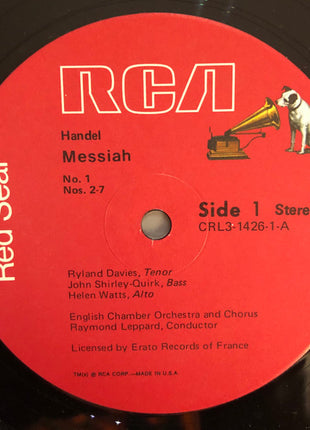 RCA
Handel
Messiah
No. 1
Nos. 2-7
Side 1 Stere
CRL3-1426-1-A
Red Seal
Ryland Davies, Tenor
John Shirley-Quirk, Bass
Helen Watts, Alto
English Chamber Orchestra and Chorus
Raymond Leppard, Conductor
Licensed by Erato Records of France
TM(s) ® RCA CORP.—MADE IN U.S.A.